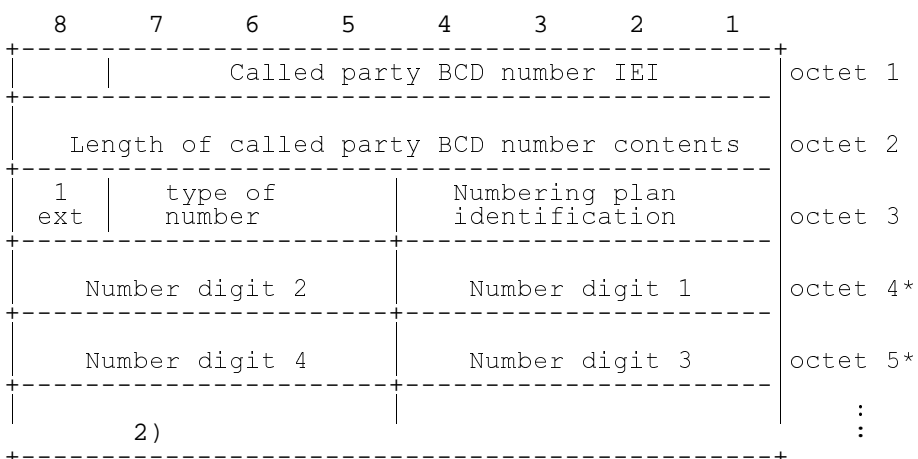 8 7 6 5 4 3 2 1
Called party BCD number IEI octet 1
Length of called party BCD number contents octet 2
1 type of Numbering plan
ext number identification octet 3
Number digit 2 Number digit 1 octet 4*
Number digit 4 Number digit 3 octet 5*
2) :